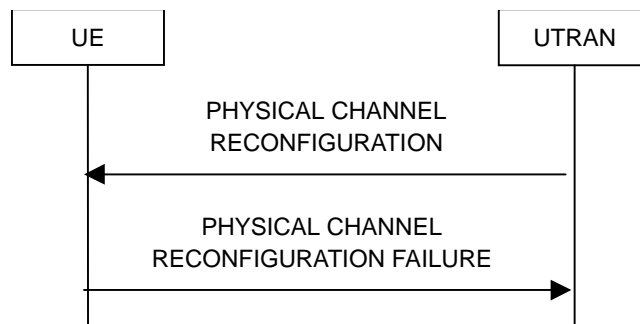 UE
UTRAN
PHYSICAL CHANNEL
RECONFIGURATION
PHYSICAL CHANNEL
RECONFIGURATION FAILURE